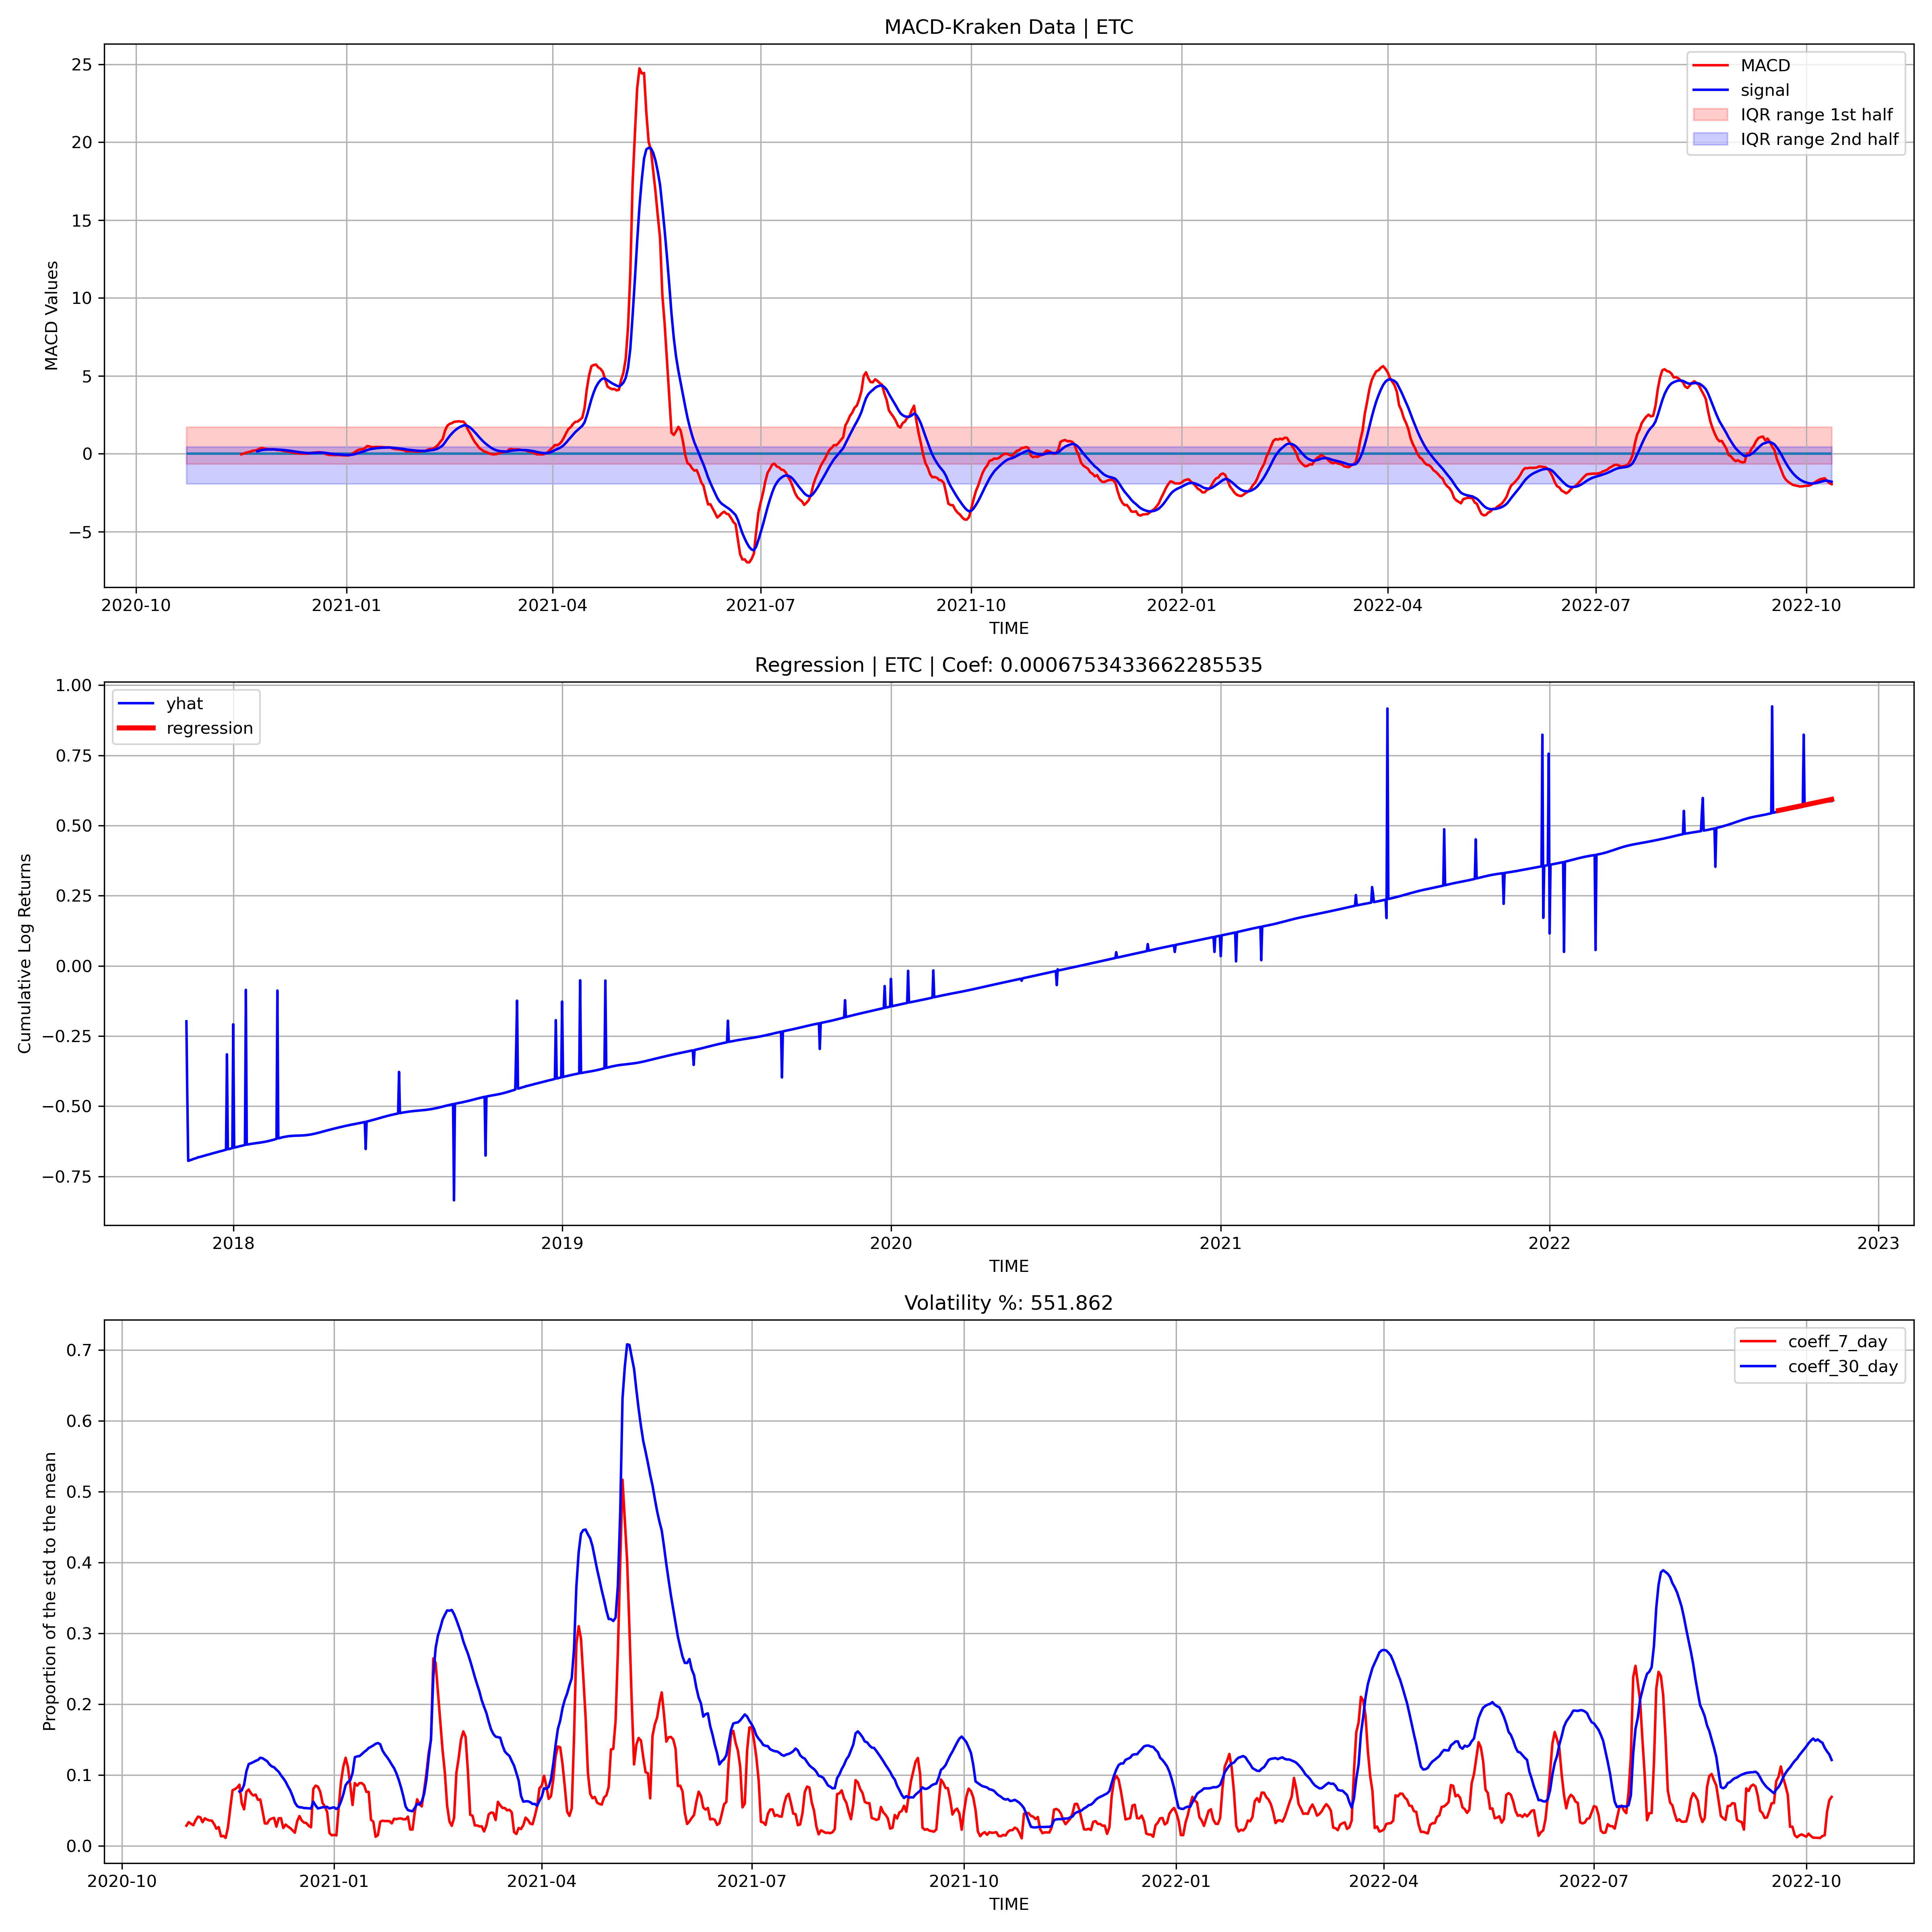 MACD-Kraken Data | ETC
MACD Values
25
20
15
10
5
0
−5
MACD
signal
IQR range 1st half
IQR range 2nd half
2020-10 2021-01 2021-04 2021-07 2021-10 2022-01 2022-04 2022-07 2022-10
TIME
Regression | ETC | Coef: 0.0006753433662285535
Cumulative Log Returns
1.00
0.75
0.50
0.25
0.00
−0.25
−0.50
−0.75
yhat
regression
2018 2019 2020 2021 2022 2023
TIME
Volatility %: 551.862
Proportion of the std to the mean
0.7
0.6
0.5
0.4
0.3
0.2
0.1
0.0
coeff_7_day
coeff_30_day
2020-10 2021-01 2021-04 2021-07 2021-10 2022-01 2022-04 2022-07 2022-10
TIME